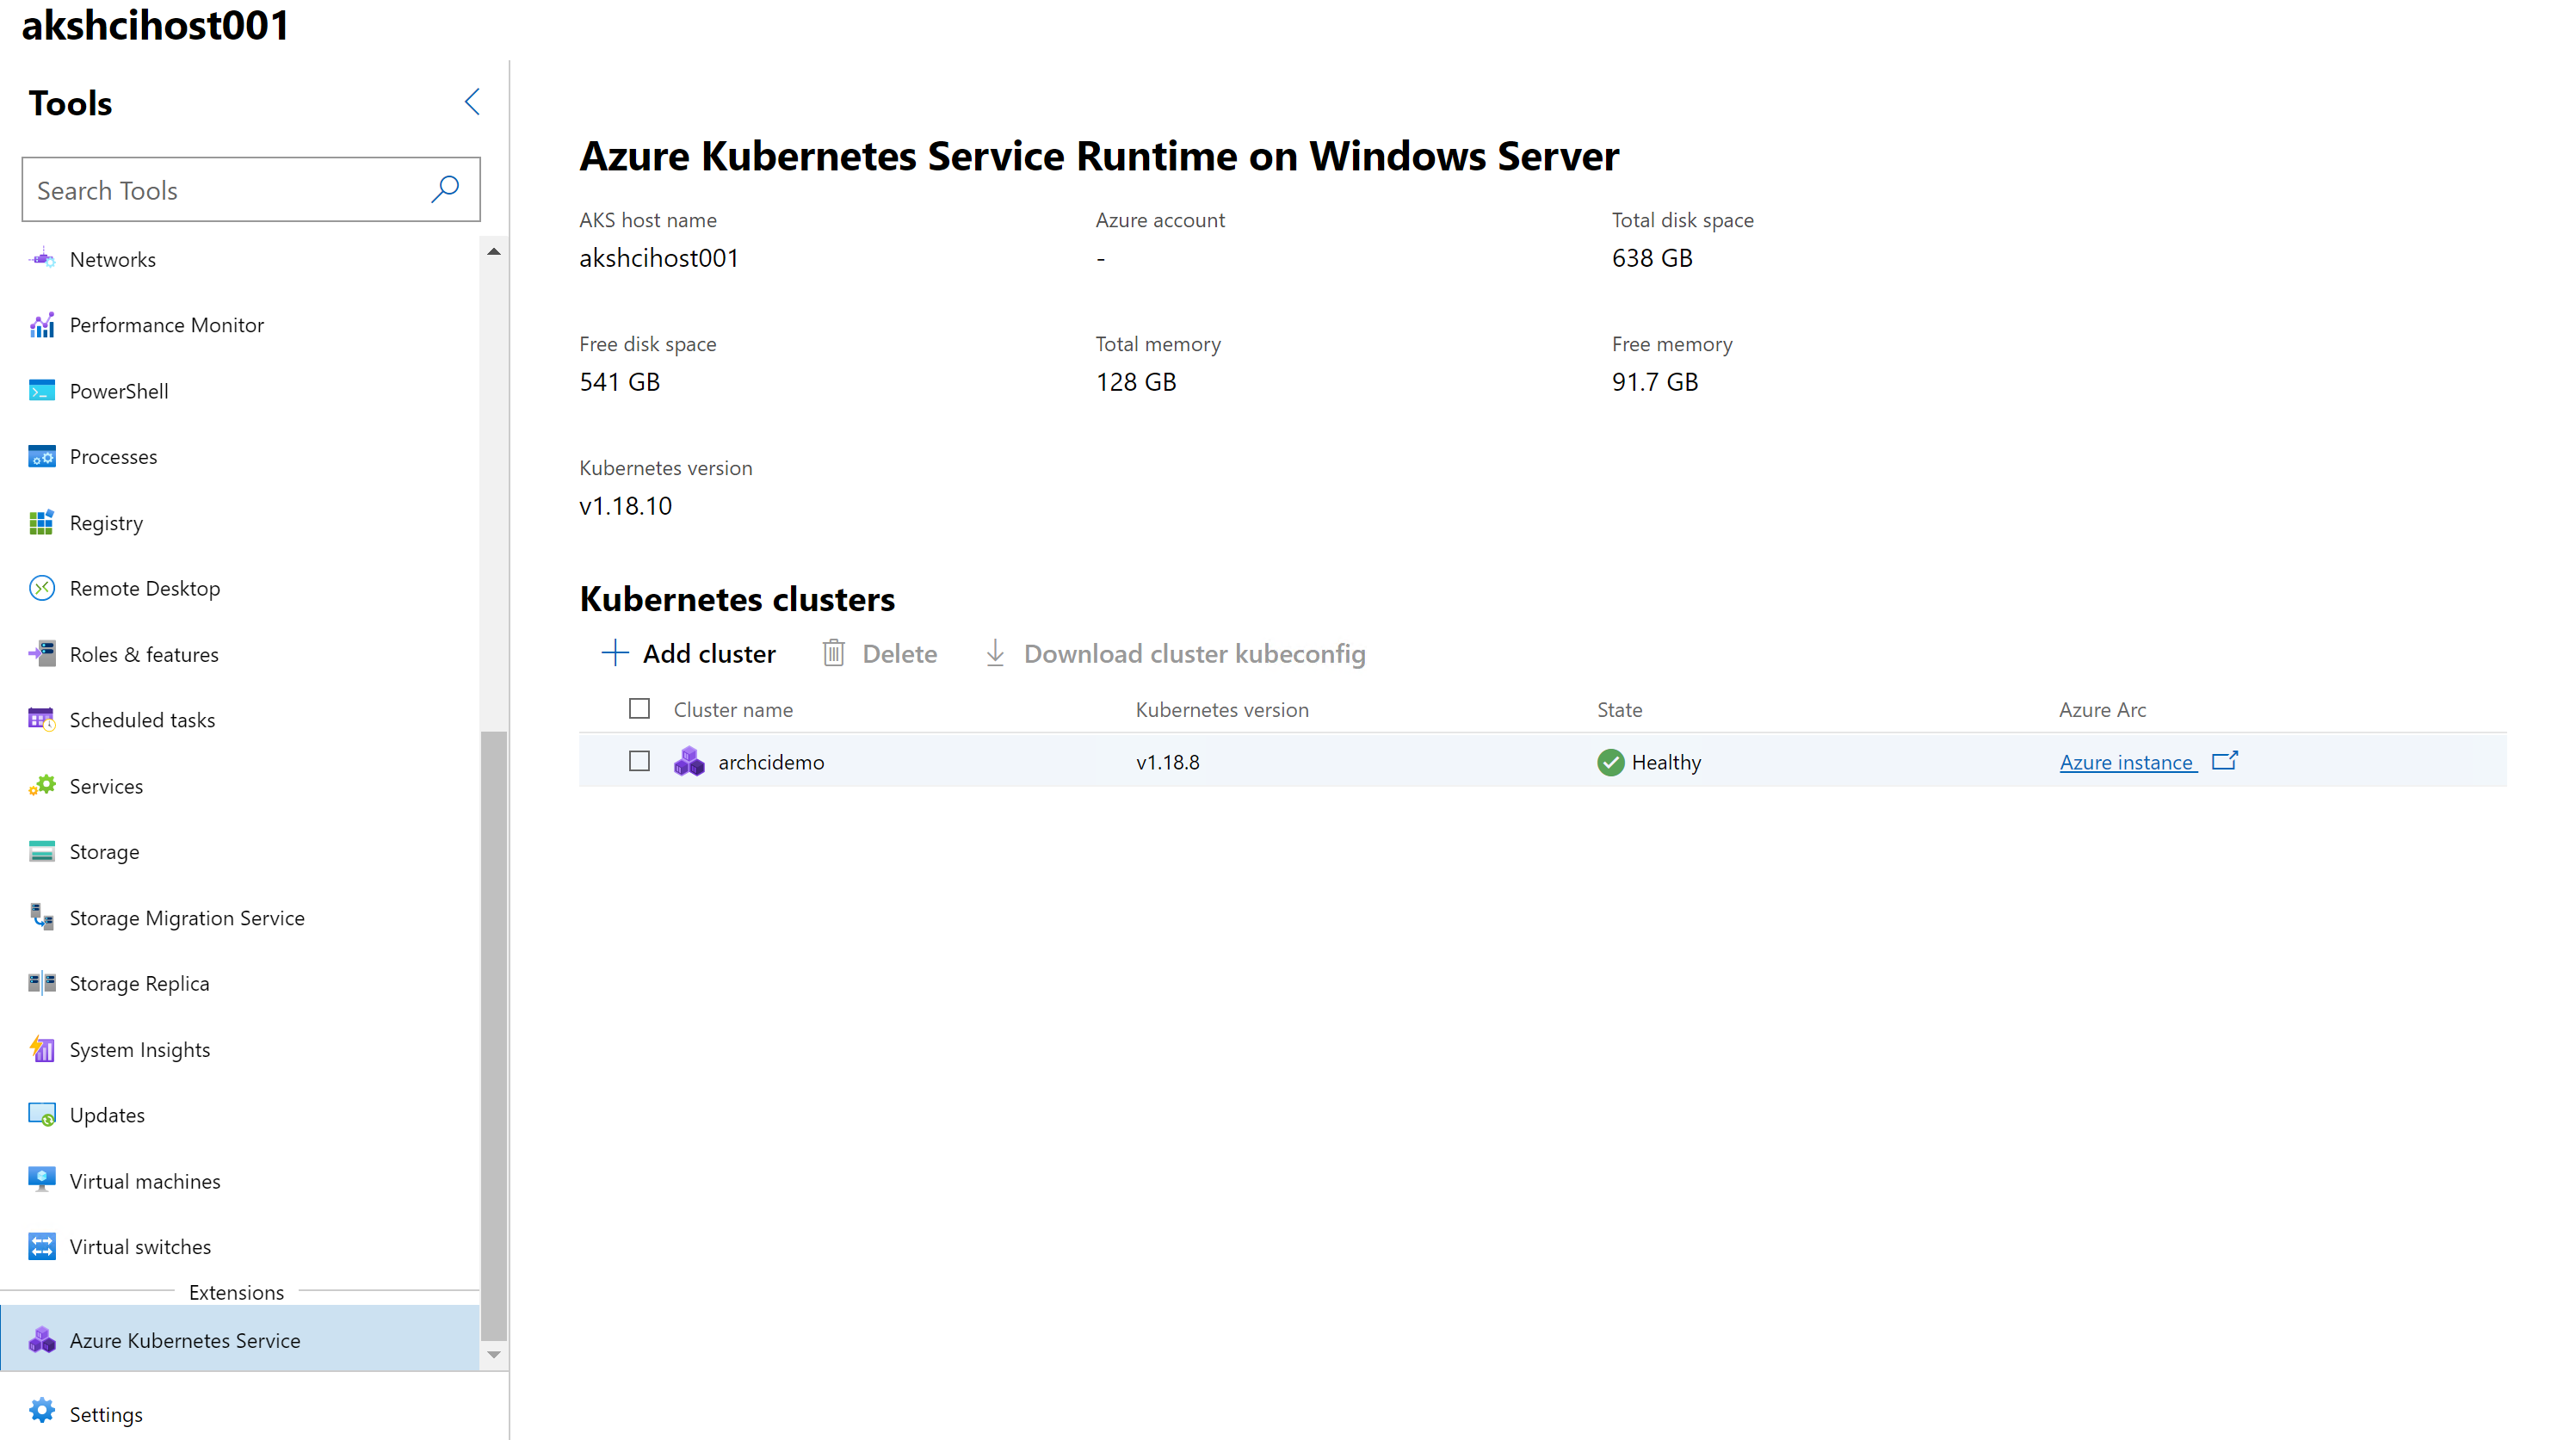 akshcihost001
Tools
Search Tools
Networks
Performance Monitor
PowerShell
Processes
Registry
Remote Desktop
Roles & features
Scheduled tasks
Services
Storage
Storage Migration Service
Storage Replica
System Insights
Updates
Virtual machines
Virtual switches
Extensions
Azure Kubernetes Service
Settings
Azure Kubernetes Service Runtime on Windows Server
AKS host name
akshcihost001
Azure account
-
Total disk space
638 GB
Free disk space
541 GB
Total memory
128 GB
Free memory
91.7 GB
Kubernetes version
v1.18.10
Kubernetes clusters
Add cluster Delete Download cluster kubeconfig
Cluster name Kubernetes version State Azure Arc
archcidemo v1.18.8 Healthy Azure instance